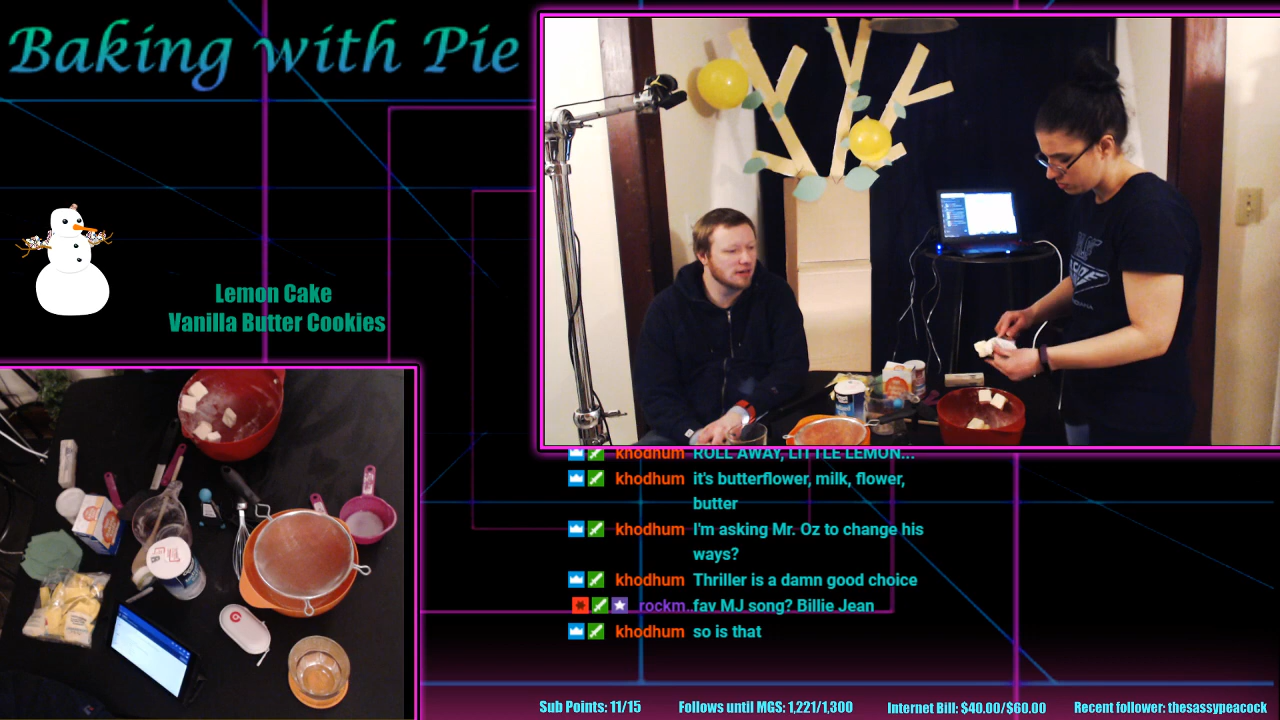 Baking with Pie
Lemon Cake
Vanilla Butter Cookies
khodhum ROLL AWAY, LITTLE LEMON...
khodhum it's butterflower, milk, flower,
butter
khodhum I'm asking Mr. Oz to change his
ways?
khodhum Thriller is a damn good choice
rockm.. fav MJ song? Billie Jean
khodhum so is that
Sub Points: 11/15 Follows until MGS: 1,221/1,300 Internet Bill: $40.00/$60.00 Recent follower: thesassypeacock